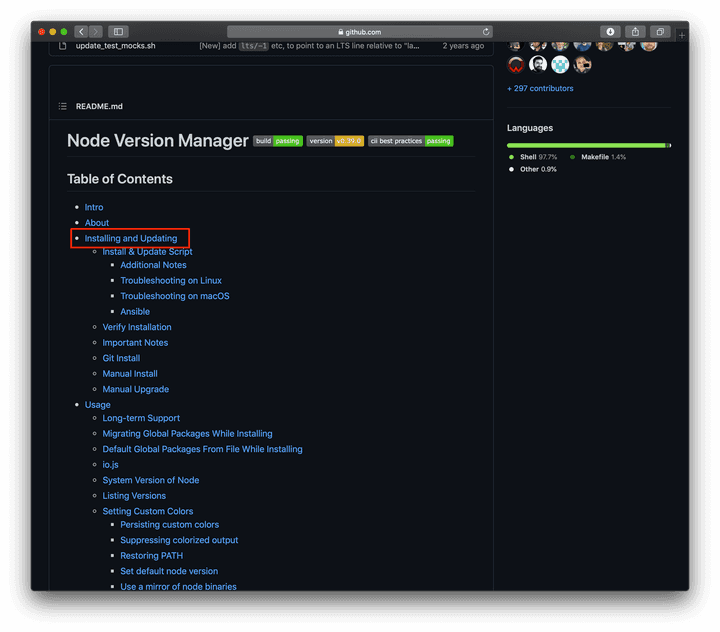 github.com
update_test_mocks.sh [New] add lts/-1 etc, to point to an LTS line relative to "la... 2 years ago
+ 297 contributors
README.md
Languages
Shell 97.7% Makefile 1.4%
Other 0.9%
Node Version Manager build passing version v0.39.0 cii best practices passing
Table of Contents
Intro
About
Installing and Updating
Install & Update Script
Additional Notes
Troubleshooting on Linux
Troubleshooting on macOS
Ansible
Verify Installation
Important Notes
Git Install
Manual Install
Manual Upgrade
Usage
Long-term Support
Migrating Global Packages While Installing
Default Global Packages From File While Installing
io.js
System Version of Node
Listing Versions
Setting Custom Colors
Persisting custom colors
Suppressing colorized output
Restoring PATH
Set default node version
Use a mirror of node binaries